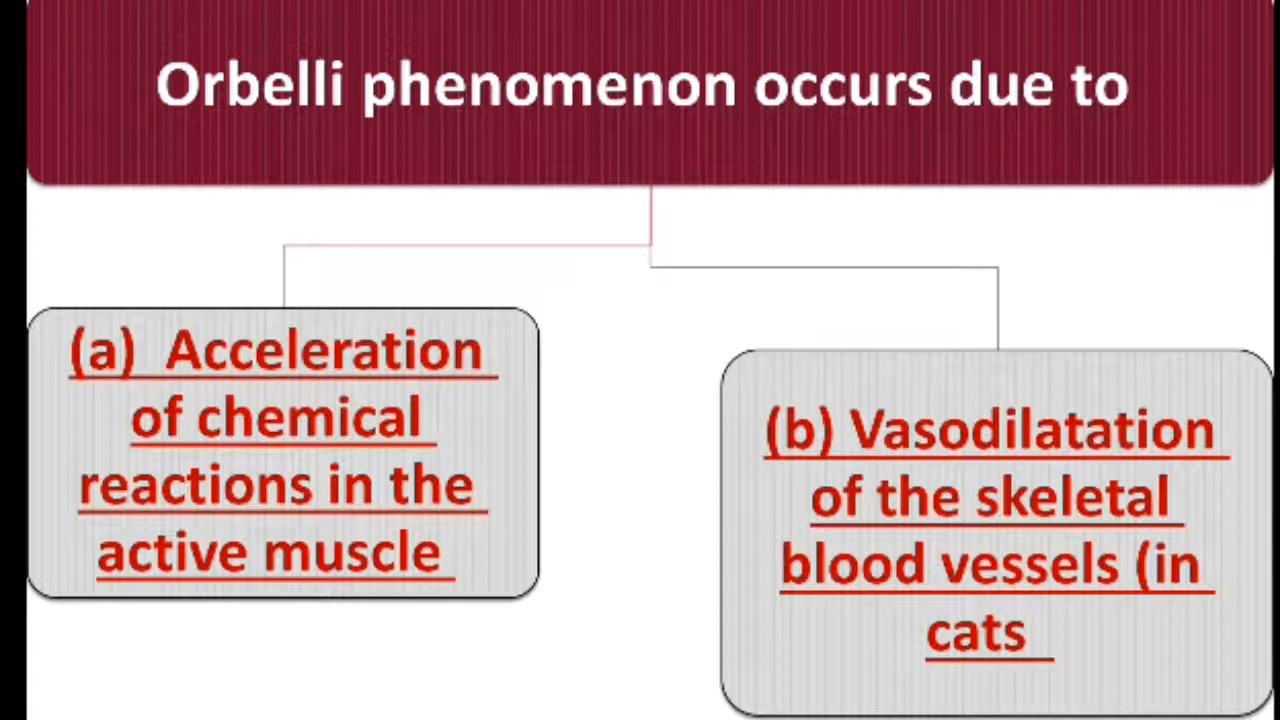 Orbelli phenomenon occurs due to
(a) Acceleration
of chemical
reactions in the
active muscle
(b) Vasodilatation
of the skeletal
blood vessels (in
cats